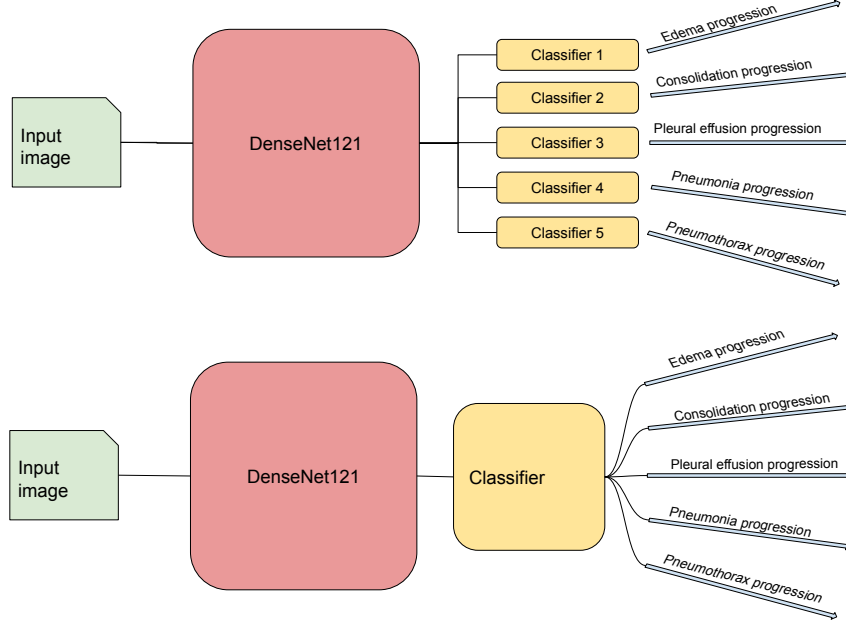 Input
image
DenseNet121
Classifier 1
Classifier 2
Classifier 3
Classifier 4
Classifier 5
Edema progression
Consolidation progression
Pleural effusion progression
Pneumonia progression
Pneumothorax progression
Input
image
DenseNet121
Classifier
Edema progression
Consolidation progression
Pleural effusion progression
Pneumonia progression
Pneumothorax progression